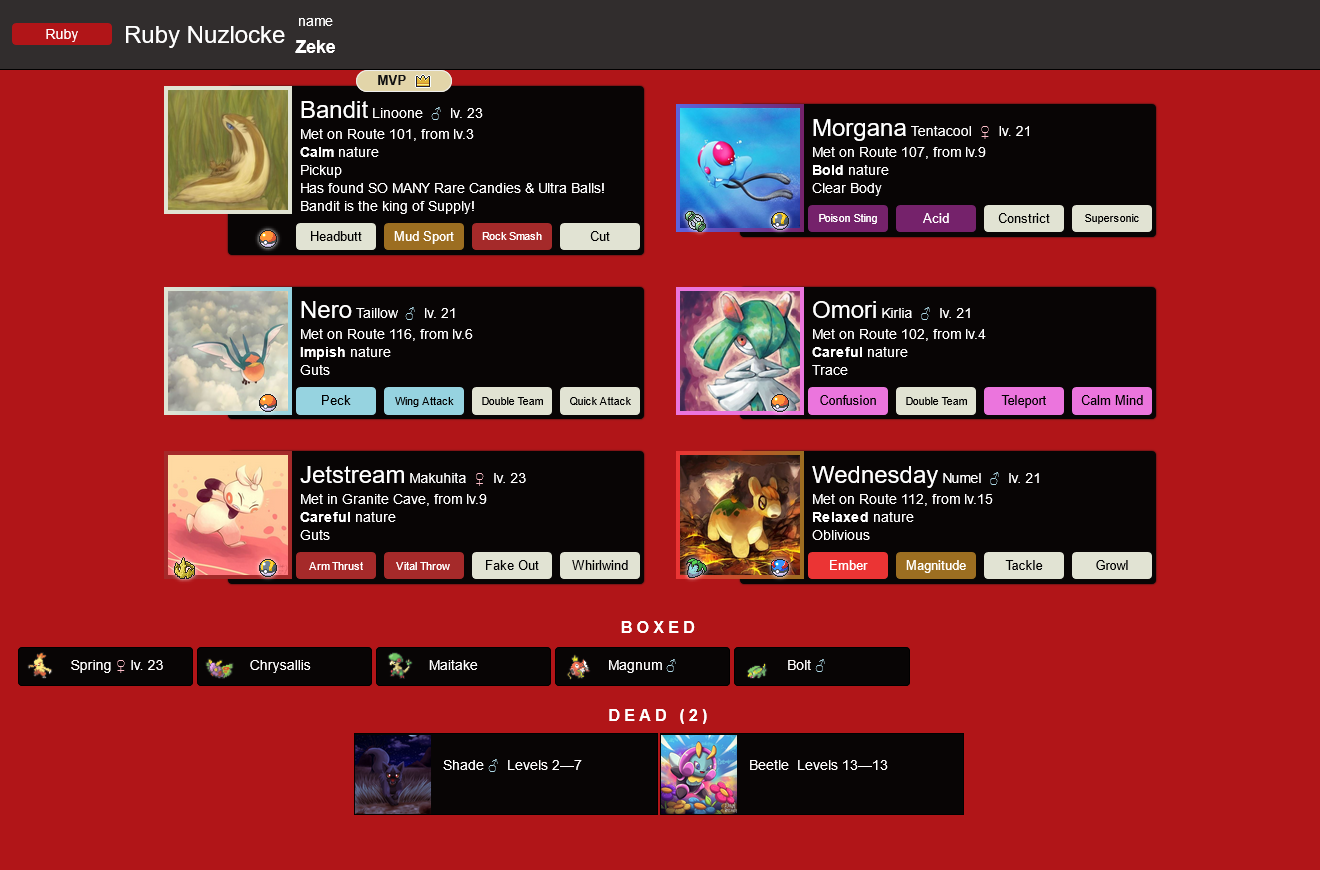 Ruby
Ruby Nuzlocke
name
Zeke
MVP
Bandit Linoone ♂ lv. 23
Met on Route 101, from lv.3
Calm nature
Pickup
Has found SO MANY Rare Candies & Ultra Balls!
Bandit is the king of Supply!
Headbutt Mud Sport Rock Smash Cut
Morgana Tentacool ♀ lv. 21
Met on Route 107, from lv.9
Bold nature
Clear Body
Poison Sting Acid Constrict Supersonic
Nero Taillow ♂ lv. 21
Met on Route 116, from lv.6
Impish nature
Guts
Peck Wing Attack Double Team Quick Attack
Omori Kirlia ♂ lv. 21
Met on Route 102, from lv.4
Careful nature
Trace
Confusion Double Team Teleport Calm Mind
Jetstream Makuhita ♀ lv. 23
Met in Granite Cave, from lv.9
Careful nature
Guts
Arm Thrust Vital Throw Fake Out Whirlwind
Wednesday Numel ♂ lv. 21
Met on Route 112, from lv.15
Relaxed nature
Oblivious
Ember Magnitude Tackle Growl
BOXED
Spring ♀ lv. 23
Chrysallis
Maitake
Magnum ♂
Bolt ♂
DEAD (2)
Shade ♂ Levels 2—7
Beetle Levels 13—13